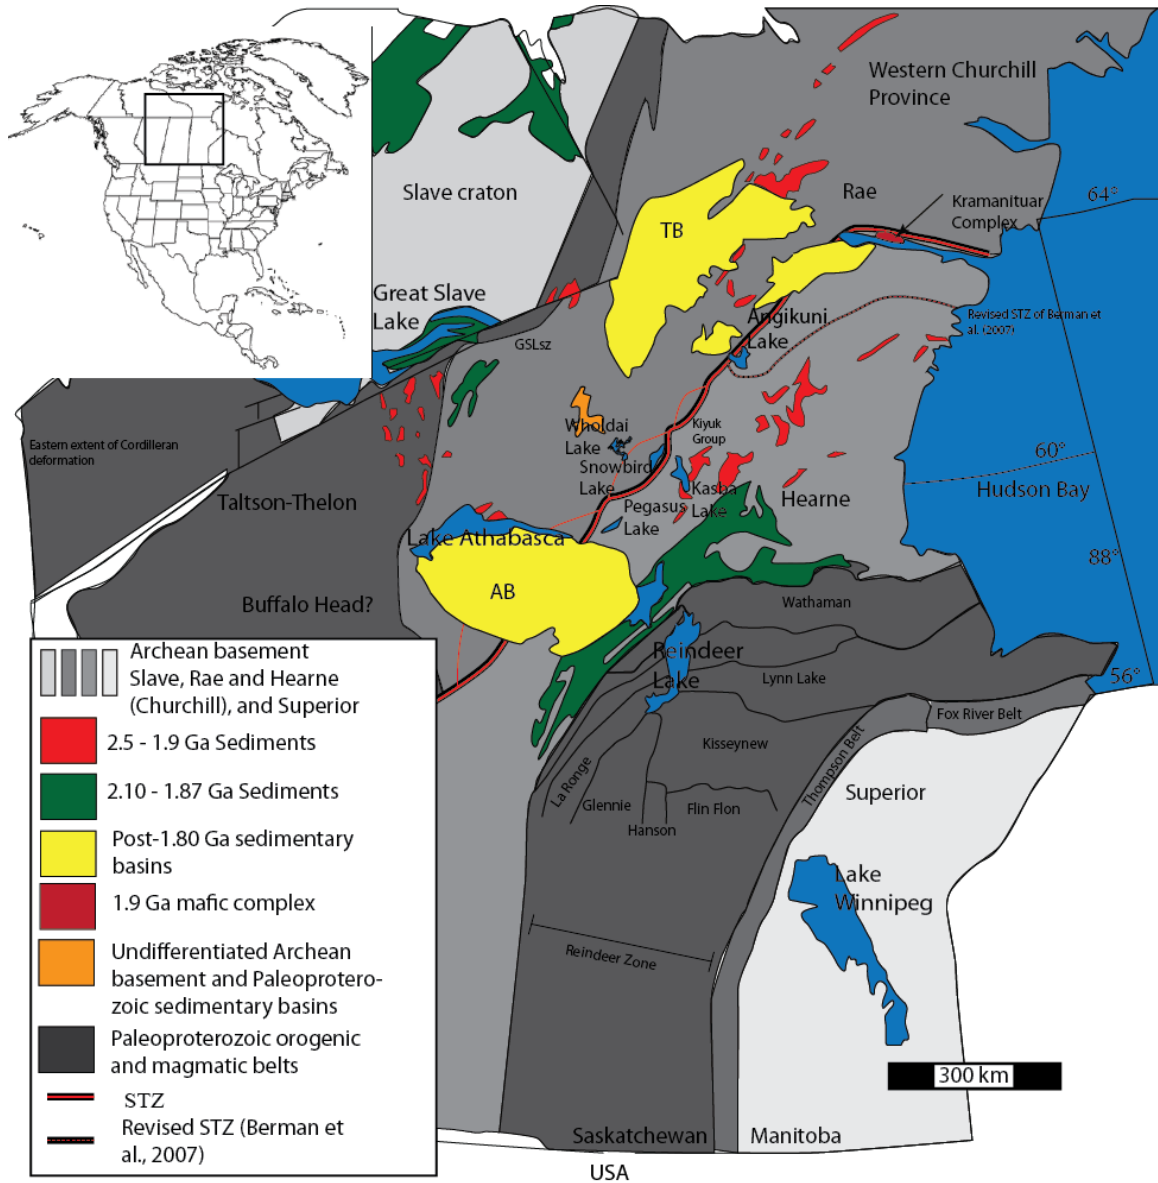 Western Churchill
Province
Slave craton
Rae
Kramanituar
Complex
64°
TB
Great Slave
Lake
GSLsz
Angikuni
Lake
Revised STZ of Berman et
al. (2007)
Eastern extent of Cordilleran
deformation
Wholdai
Lake
Kiyuk
Group
Snowbird
Lake
60°
Taltson-Thelon
Kasba
Lake
Hearne
Hudson Bay
Pegasus
Lake
Lake Athabasca
88°
AB
Buffalo Head?
Wathaman
Reindeer
Lake
Lynn Lake
56°
Fox River Belt
Kisseynew
Thompson Belt
La Ronge
Glennie
Flin Flon
Hanson
Superior
Lake
Winnipeg
Reindeer Zone
300 km
Saskatchewan
Manitoba
USA
Archean basement
Slave, Rae and Hearne
(Churchill), and Superior
2.5 - 1.9 Ga Sediments
2.10 - 1.87 Ga Sediments
Post-1.80 Ga sedimentary
basins
1.9 Ga mafic complex
Undifferentiated Archean
basement and Paleoprotero-
zoic sedimentary basins
Paleoproterozoic orogenic
and magmatic belts
STZ
Revised STZ (Berman et
al., 2007)